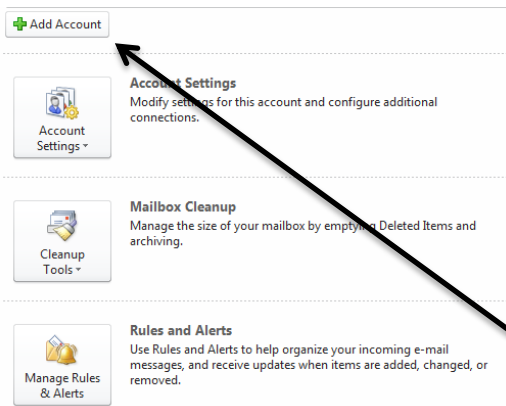 Add Account
Account Settings
Modify settings for this account and configure additional
connections.
Account
Settings
Mailbox Cleanup
Manage the size of your mailbox by emptying Deleted Items and
archiving.
Cleanup
Tools
Rules and Alerts
Use Rules and Alerts to help organize your incoming e-mail
messages, and receive updates when items are added, changed, or
removed.
Manage Rules
& Alerts